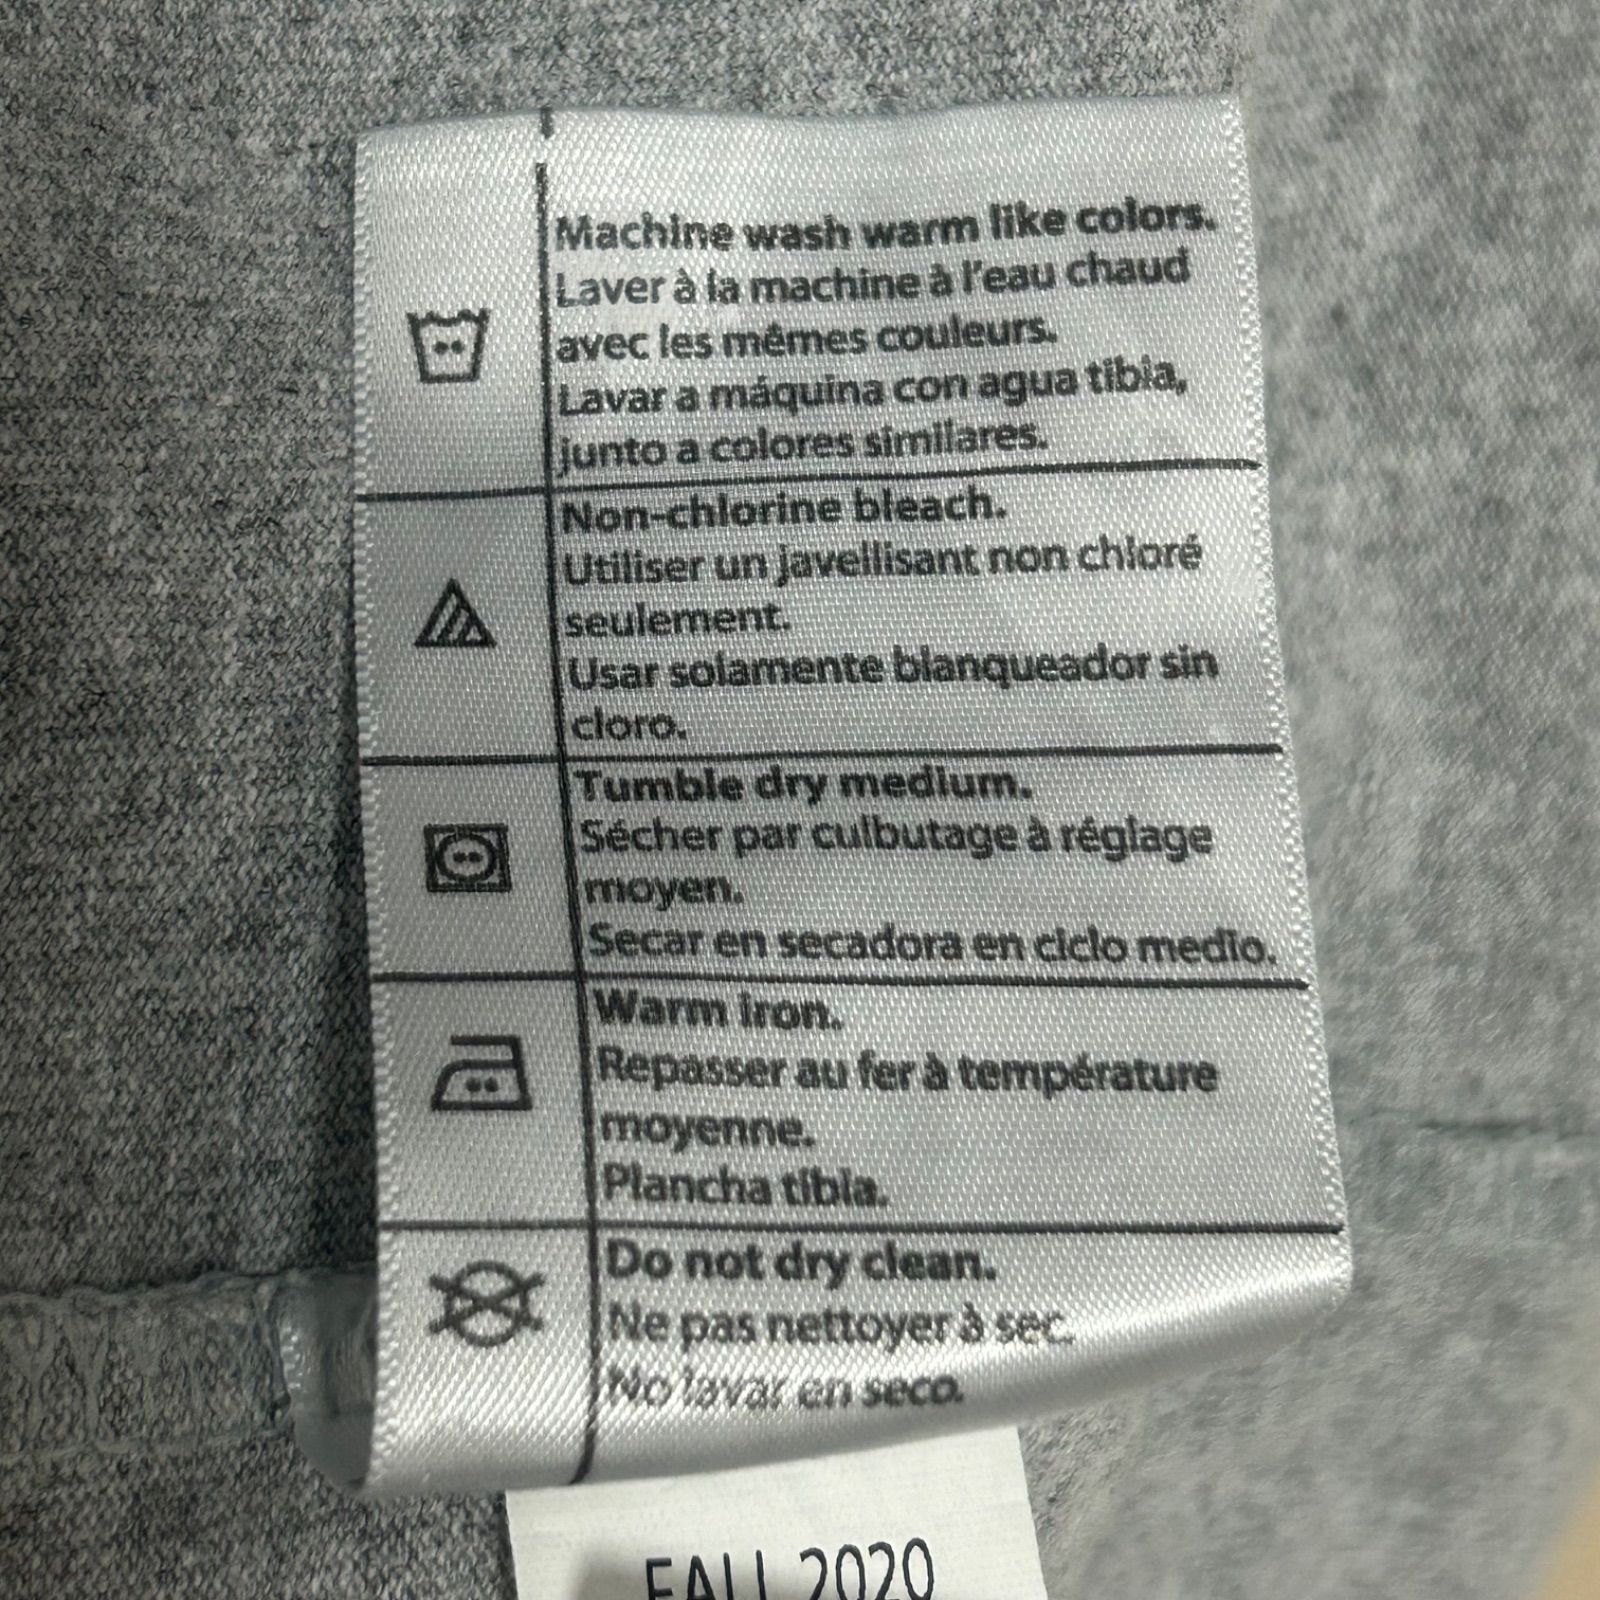 Machine wash warm like colors.
Laver à la machine à l'eau chaud
avec les mêmes couleurs.
Lavar a máquina con agua tibia,
junto a colores similares.
Non-chlorine bleach.
Utiliser un javellisant non chloré
seulement.
Usar solamente blanqueador sin
cloro.
Tumble dry medium.
Sécher par culbutage à réglage
moyen.
Secar en secadora en ciclo medio.
Warm iron.
Repasser au fer à température
moyenne.
Plancha tibia.
Do not dry clean.
Ne pas nettoyer à sec.
No lavar en seco.
FALL 2020